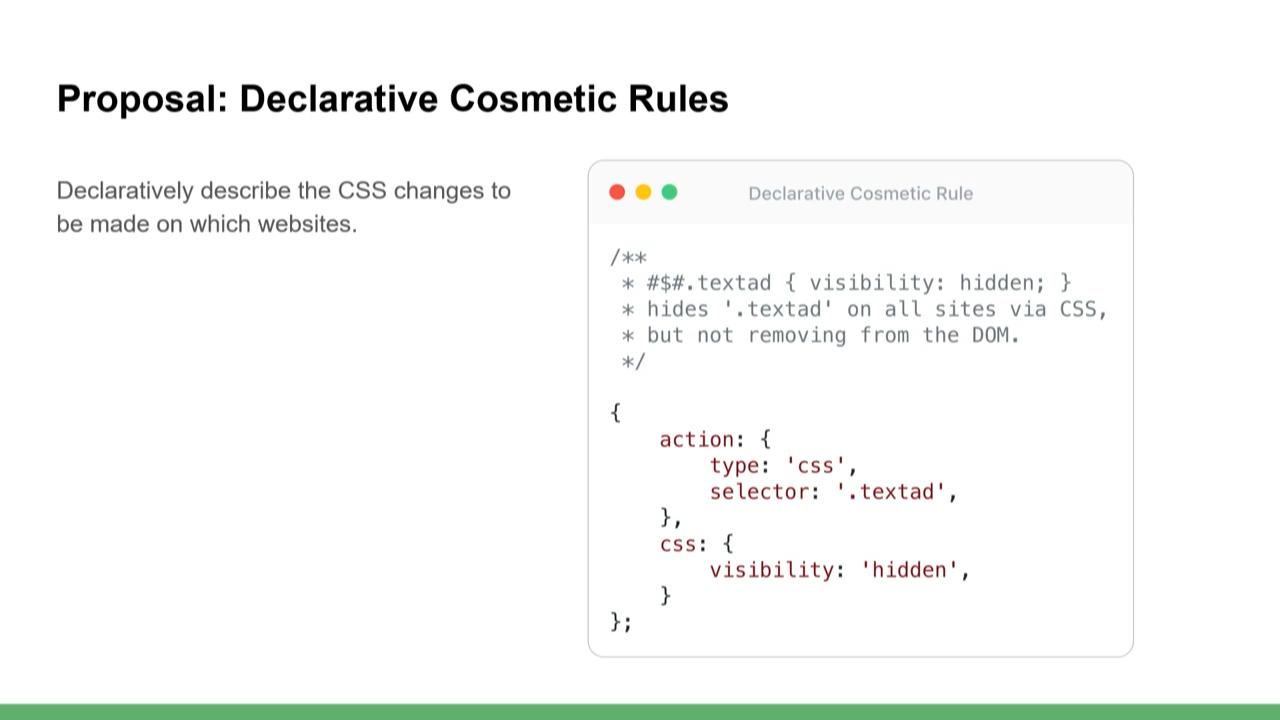 Proposal: Declarative Cosmetic Rules
Declaratively describe the CSS changes to
be made on which websites.
Declarative Cosmetic Rule
/**
 * #$#.textad { visibility: hidden; }
 * hides '.textad' on all sites via CSS,
 * but not removing from the DOM.
 */
{
    action: {
        type: 'css',
        selector: '.textad',
    },
    css: {
        visibility: 'hidden',
    }
};